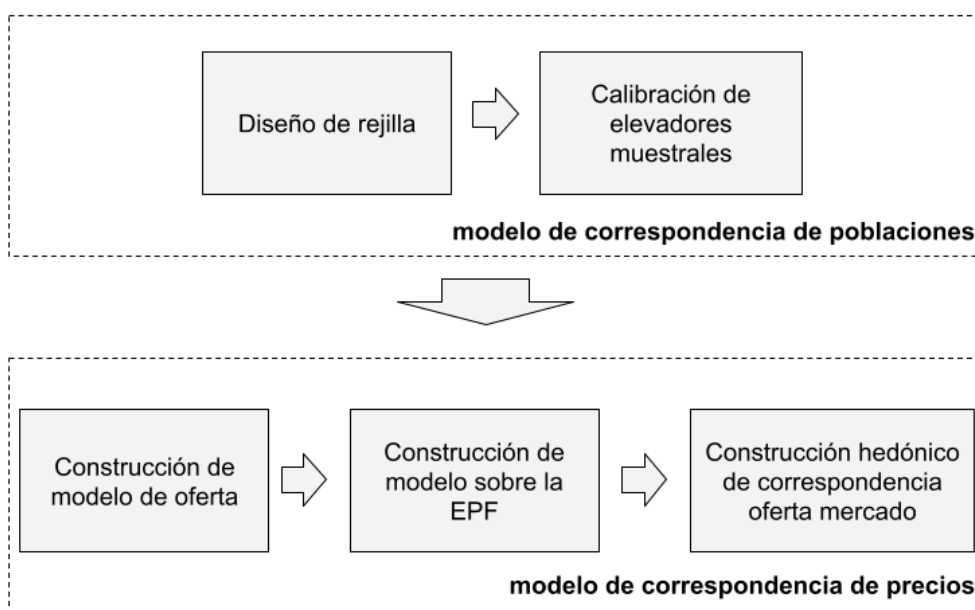 Diseño de rejilla
Calibración de
elevadores
muestrales
modelo de correspondencia de poblaciones
Construcción de
modelo de oferta
Construcción de
modelo sobre la
EPF
Construcción hedónico
de correspondencia
oferta mercado
modelo de correspondencia de precios